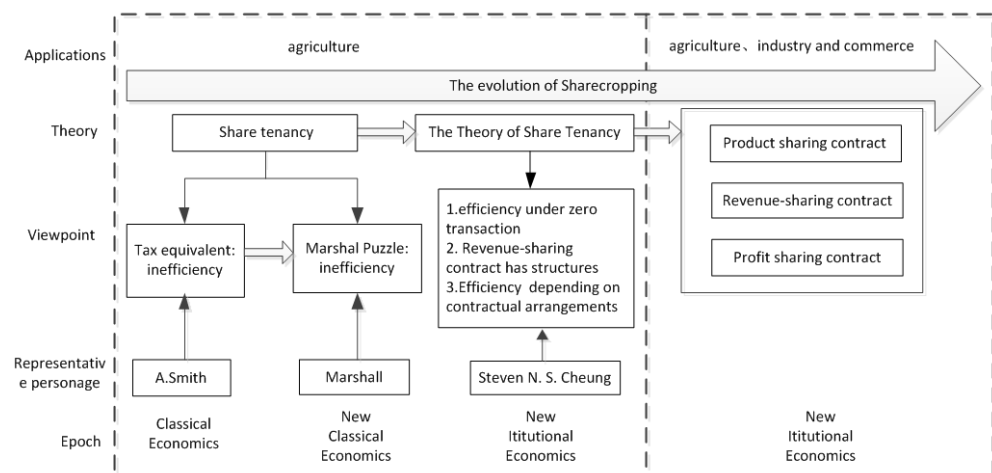 Applications
agriculture
agriculture、industry and commerce
The evolution of Sharecropping
Theory
Share tenancy
The Theory of Share Tenancy
Product sharing contract
Revenue-sharing contract
Profit sharing contract
Viewpoint
Tax equivalent:
inefficiency
Marshal Puzzle:
inefficiency
1.efficiency under zero
transaction
2. Revenue-sharing
contract has structures
3.Efficiency depending on
contractual arrangements
Representativ
e personage
A.Smith
Marshall
Steven N. S. Cheung
Epoch
Classical
Economics
New
Classical
Economics
New
Ititutional
Economics
New
Ititutional
Economics